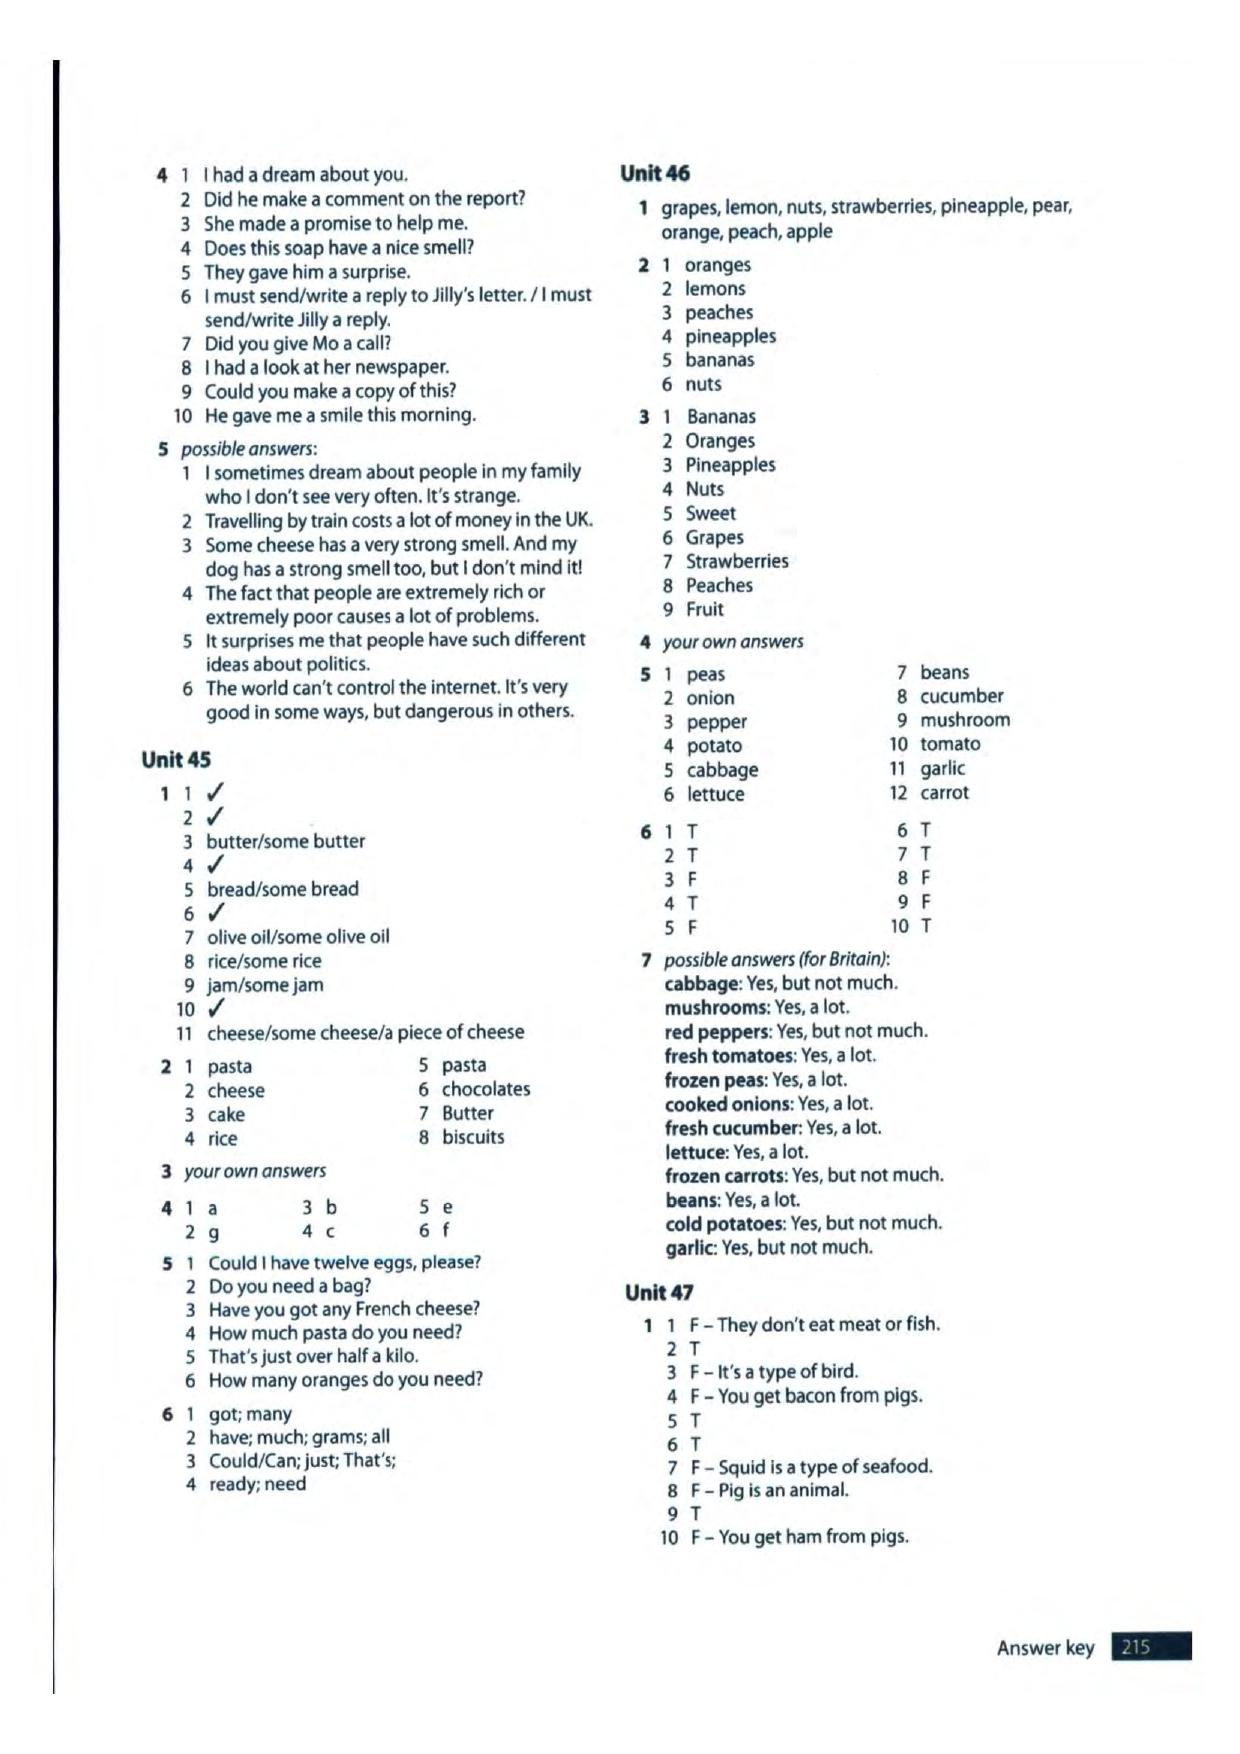 4 1 I had a dream about you.
2 Did he make a comment on the report?
3 She made a promise to help me.
4 Does this soap have a nice smell?
5 They gave him a surprise.
6 I must send/write a reply to Jilly's letter. / I must
send/write Jilly a reply.
7 Did you give Mo a call?
8 I had a look at her newspaper.
9 Could you make a copy of this?
10 He gave me a smile this morning.
5 possible answers:
1 I sometimes dream about people in my family
who I don't see very often. It's strange.
2 Travelling by train costs a lot of money in the UK.
3 Some cheese has a very strong smell. And my
dog has a strong smell too, but I don't mind it!
4 The fact that people are extremely rich or
extremely poor causes a lot of problems.
5 It surprises me that people have such different
ideas about politics.
6 The world can't control the internet. It's very
good in some ways, but dangerous in others.
Unit 45
1 1 ✓
2 ✓
3 butter/some butter
4 ✓
5 bread/some bread
6 ✓
7 olive oil/some olive oil
8 rice/some rice
9 jam/some jam
10 ✓
11 cheese/some cheese/a piece of cheese
2 1 pasta 5 pasta
2 cheese 6 chocolates
3 cake 7 Butter
4 rice 8 biscuits
3 your own answers
4 1 a 3 b 5 e
2 g 4 c 6 f
5 1 Could I have twelve eggs, please?
2 Do you need a bag?
3 Have you got any French cheese?
4 How much pasta do you need?
5 That's just over half a kilo.
6 How many oranges do you need?
6 1 got; many
2 have; much; grams; all
3 Could/Can; just; That's;
4 ready; need
Unit 46
1 grapes, lemon, nuts, strawberries, pineapple, pear,
orange, peach, apple
2 1 oranges
2 lemons
3 peaches
4 pineapples
5 bananas
6 nuts
3 1 Bananas
2 Oranges
3 Pineapples
4 Nuts
5 Sweet
6 Grapes
7 Strawberries
8 Peaches
9 Fruit
4 your own answers
5 1 peas 7 beans
2 onion 8 cucumber
3 pepper 9 mushroom
4 potato 10 tomato
5 cabbage 11 garlic
6 lettuce 12 carrot
6 1 T 6 T
2 T 7 T
3 F 8 F
4 T 9 F
5 F 10 T
7 possible answers (for Britain):
cabbage: Yes, but not much.
mushrooms: Yes, a lot.
red peppers: Yes, but not much.
fresh tomatoes: Yes, a lot.
frozen peas: Yes, a lot.
cooked onions: Yes, a lot.
fresh cucumber: Yes, a lot.
lettuce: Yes, a lot.
frozen carrots: Yes, but not much.
beans: Yes, a lot.
cold potatoes: Yes, but not much.
garlic: Yes, but not much.
Unit 47
1 1 F – They don't eat meat or fish.
2 T
3 F – It's a type of bird.
4 F – You get bacon from pigs.
5 T
6 T
7 F – Squid is a type of seafood.
8 F – Pig is an animal.
9 T
10 F – You get ham from pigs.
Answer key 215